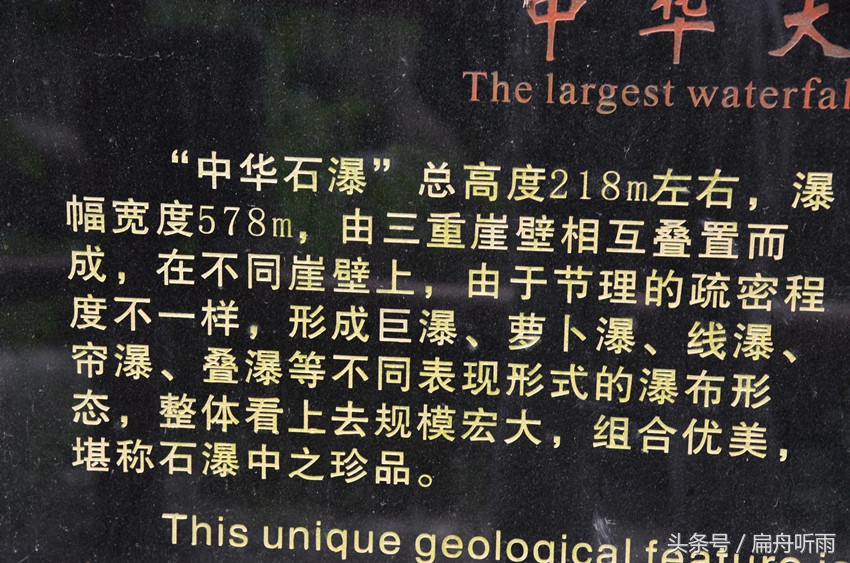 中华大
The largest waterfal
“中华石瀑”总高度218m左右，瀑
幅宽度578m，由三重崖壁相互叠置而
成，在不同崖壁上，由于节理的疏密程
度不一样，形成巨瀑、萝卜瀑、线瀑、
帘瀑、叠瀑等不同表现形式的瀑布形
态，整体看上去规模宏大，组合优美，
堪称石瀑中之珍品。
This unique geological feature is
头条号 / 扁舟听雨